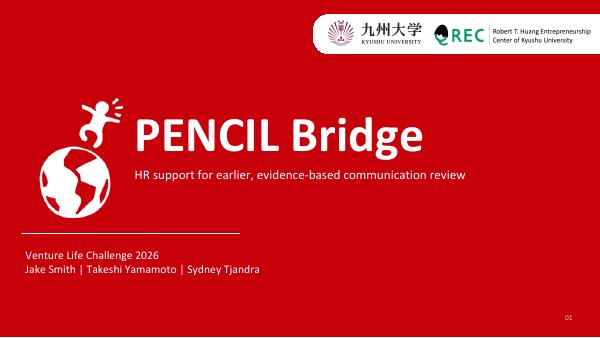 九州大学
KYUSHU UNIVERSITY
QREC
Robert T. Huang Entrepreneurship
Center of Kyushu University
PENCIL Bridge
HR support for earlier, evidence-based communication review
Venture Life Challenge 2026
Jake Smith | Takeshi Yamamoto | Sydney Tjandra
01